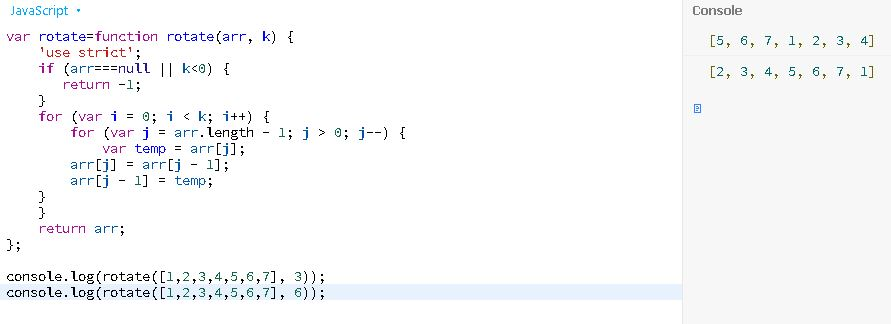 JavaScript
Console
var rotate=function rotate(arr, k) {
    'use strict';
    if (arr===null || k<0) {
       return -1;
    }
    for (var i = 0; i < k; i++) {
        for (var j = arr.length - 1; j > 0; j--) {
            var temp = arr[j];
        arr[j] = arr[j - 1];
        arr[j - 1] = temp;
    }
    }
    return arr;
};
console.log(rotate([1,2,3,4,5,6,7], 3));
console.log(rotate([1,2,3,4,5,6,7], 6));
[5, 6, 7, 1, 2, 3, 4]
[2, 3, 4, 5, 6, 7, 1]